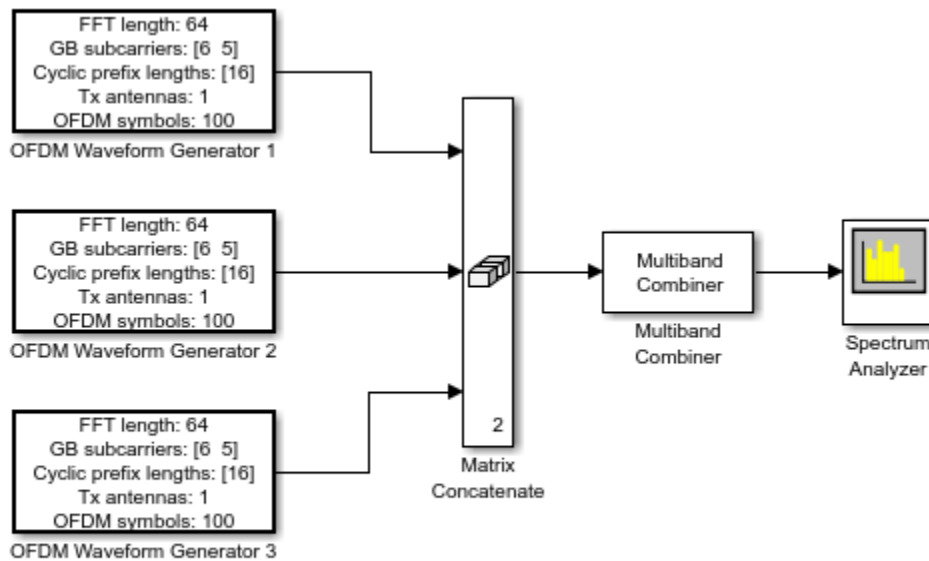 FFT length: 64
GB subcarriers: [6  5]
Cyclic prefix lengths: [16]
Tx antennas: 1
OFDM symbols: 100
OFDM Waveform Generator 1
FFT length: 64
GB subcarriers: [6  5]
Cyclic prefix lengths: [16]
Tx antennas: 1
OFDM symbols: 100
OFDM Waveform Generator 2
FFT length: 64
GB subcarriers: [6  5]
Cyclic prefix lengths: [16]
Tx antennas: 1
OFDM symbols: 100
OFDM Waveform Generator 3
2
Matrix
Concatenate
Multiband
Combiner
Multiband
Combiner
Spectrum
Analyzer